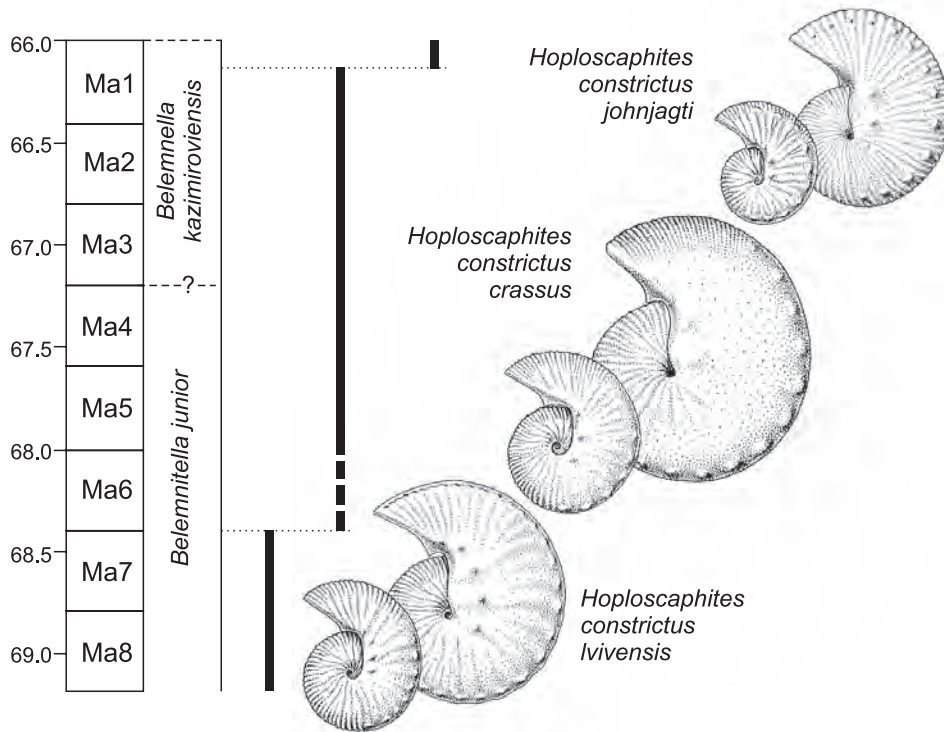 66.0
66.5
67.0
67.5
68.0
68.5
69.0
Ma1
Ma2
Ma3
Ma4
Ma5
Ma6
Ma7
Ma8
Belemnella
kazimiroviensis
?
Belemnitella junior
Hoploscaphites
constrictus
johnjagti
Hoploscaphites
constrictus
crassus
Hoploscaphites
constrictus
lvivensis